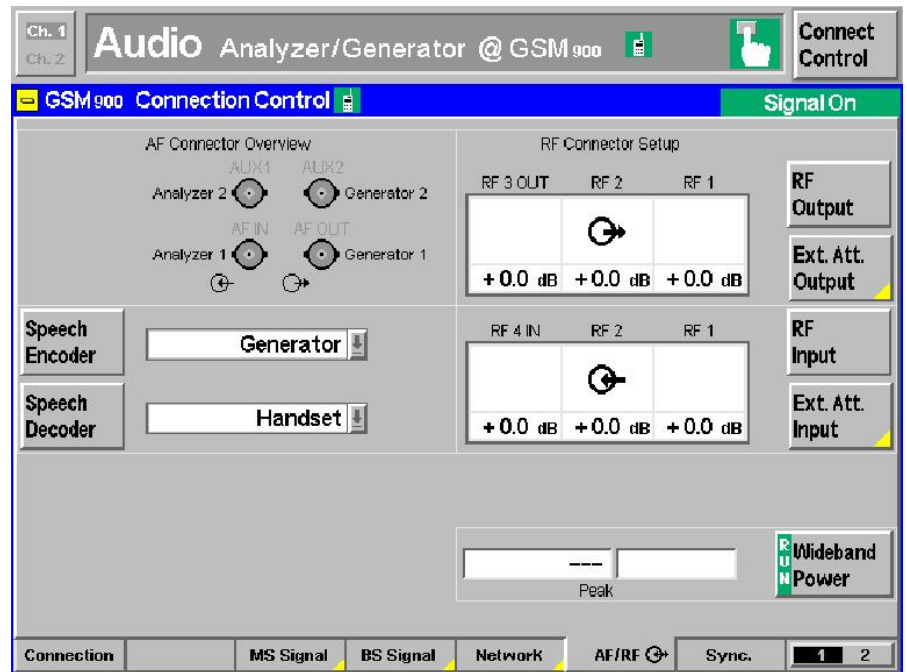 Ch. 1
Ch. 2
Audio Analyzer/Generator @ GSM 900
Connect
Control
GSM 900 Connection Control
Signal On
AF Connector Overview
AUX1 AUX2
Analyzer 2 Generator 2
AF IN AF OUT
Analyzer 1 Generator 1
RF Connector Setup
RF 3 OUT RF 2 RF 1
+ 0.0 dB + 0.0 dB + 0.0 dB
RF
Output
Ext. Att.
Output
Speech
Encoder
Generator
Speech
Decoder
Handset
RF 4 IN RF 2 RF 1
+ 0.0 dB + 0.0 dB + 0.0 dB
RF
Input
Ext. Att.
Input
---
Peak
RUN
Wideband
Power
Connection MS Signal BS Signal Network AF/RF Sync. 1 2